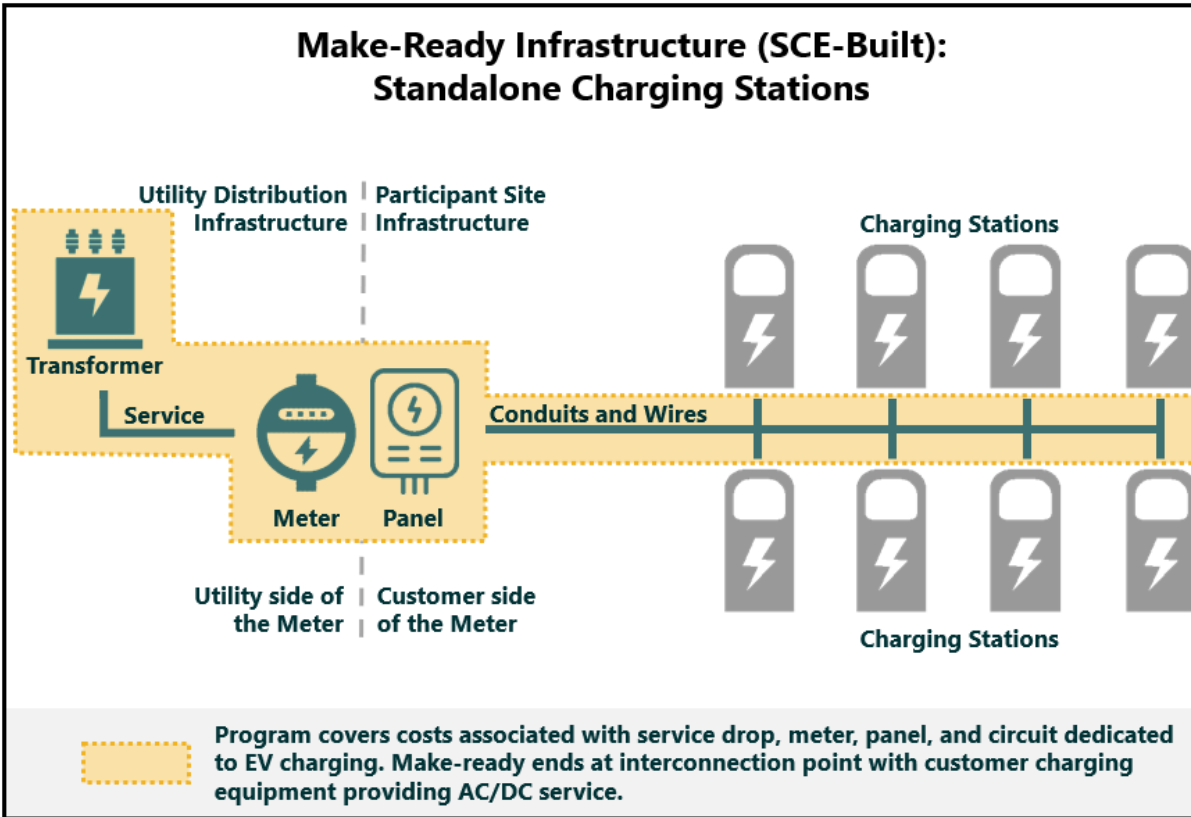 Make-Ready Infrastructure (SCE-Built):
Standalone Charging Stations
Utility Distribution
Infrastructure
Participant Site
Infrastructure
Charging Stations
Transformer
Service
Conduits and Wires
Meter
Panel
Utility side of
the Meter
Customer side
of the Meter
Charging Stations
Program covers costs associated with service drop, meter, panel, and circuit dedicated
to EV charging. Make-ready ends at interconnection point with customer charging
equipment providing AC/DC service.